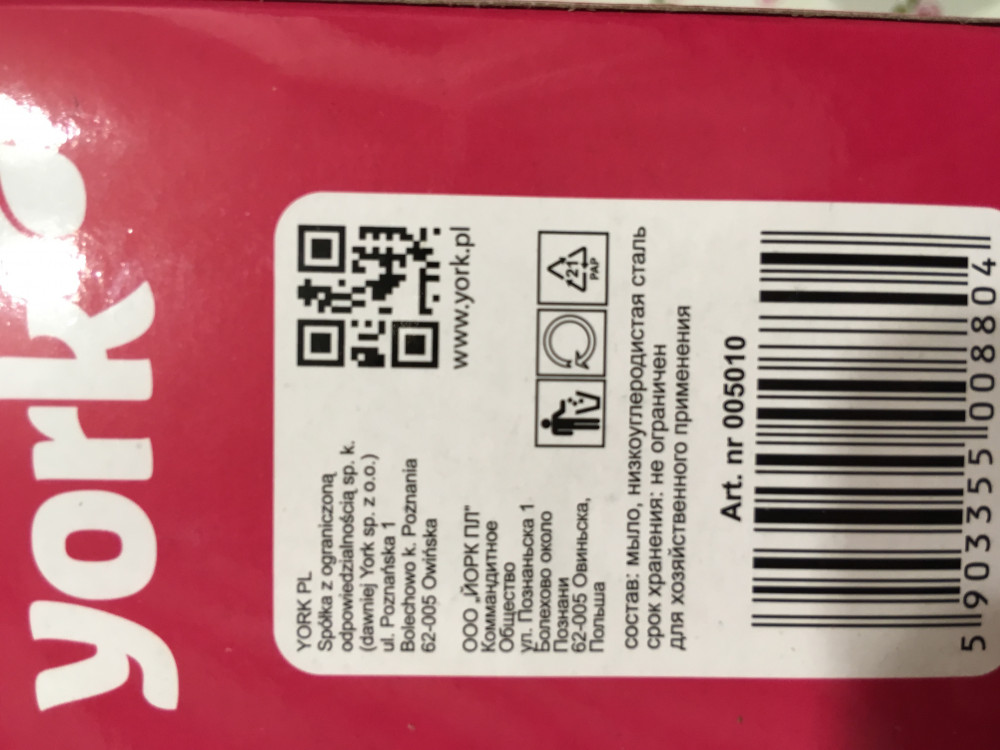 york
YORK PL
Spółka z ograniczoną
odpowiedzialnością sp. k.
(dawniej York sp. z o.o.)
ul. Poznańska 1
Bolechowo k. Poznania
62-005 Owińska
www.york.pl
ООО „ЙОРК ПЛ"
Коммандитное
Общество
ул. Познаньска 1
Болехово около
Познани
62-005 Овиньска,
Польша
21
PAP
состав: мыло, низкоуглеродистая сталь
срок хранения: не ограничен
для хозяйственного применения
Art. nr 005010
5 903355 008804